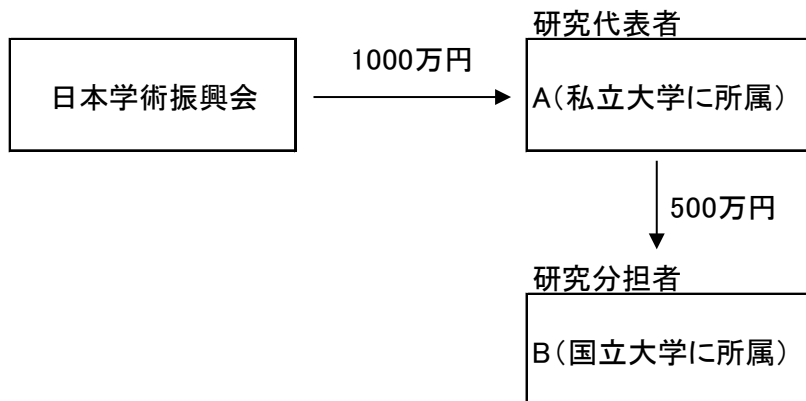 研究代表者
1000万円
日本学術振興会
A(私立大学に所属)
500万円
研究分担者
B(国立大学に所属)